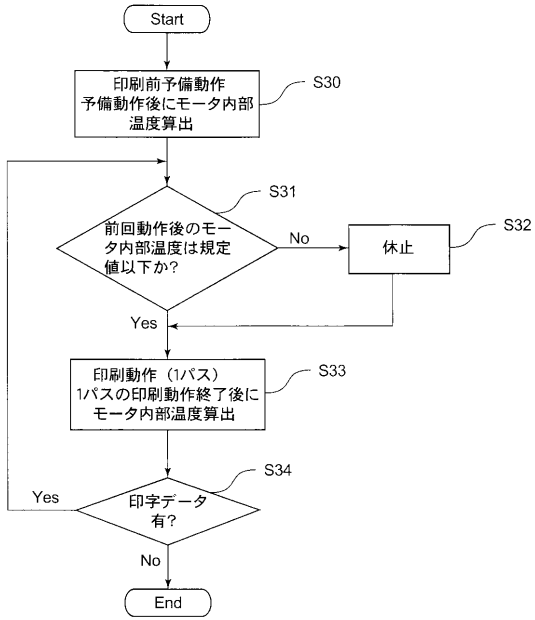 Start
印刷前予備動作
予備動作後にモータ内部
温度算出
S30
S31
前回動作後のモー
タ内部温度は規定
値以下か?
No
休止
S32
Yes
印刷動作（1パス）
1パスの印刷動作終了後に
モータ内部温度算出
S33
S34
印字データ
有?
Yes
No
End